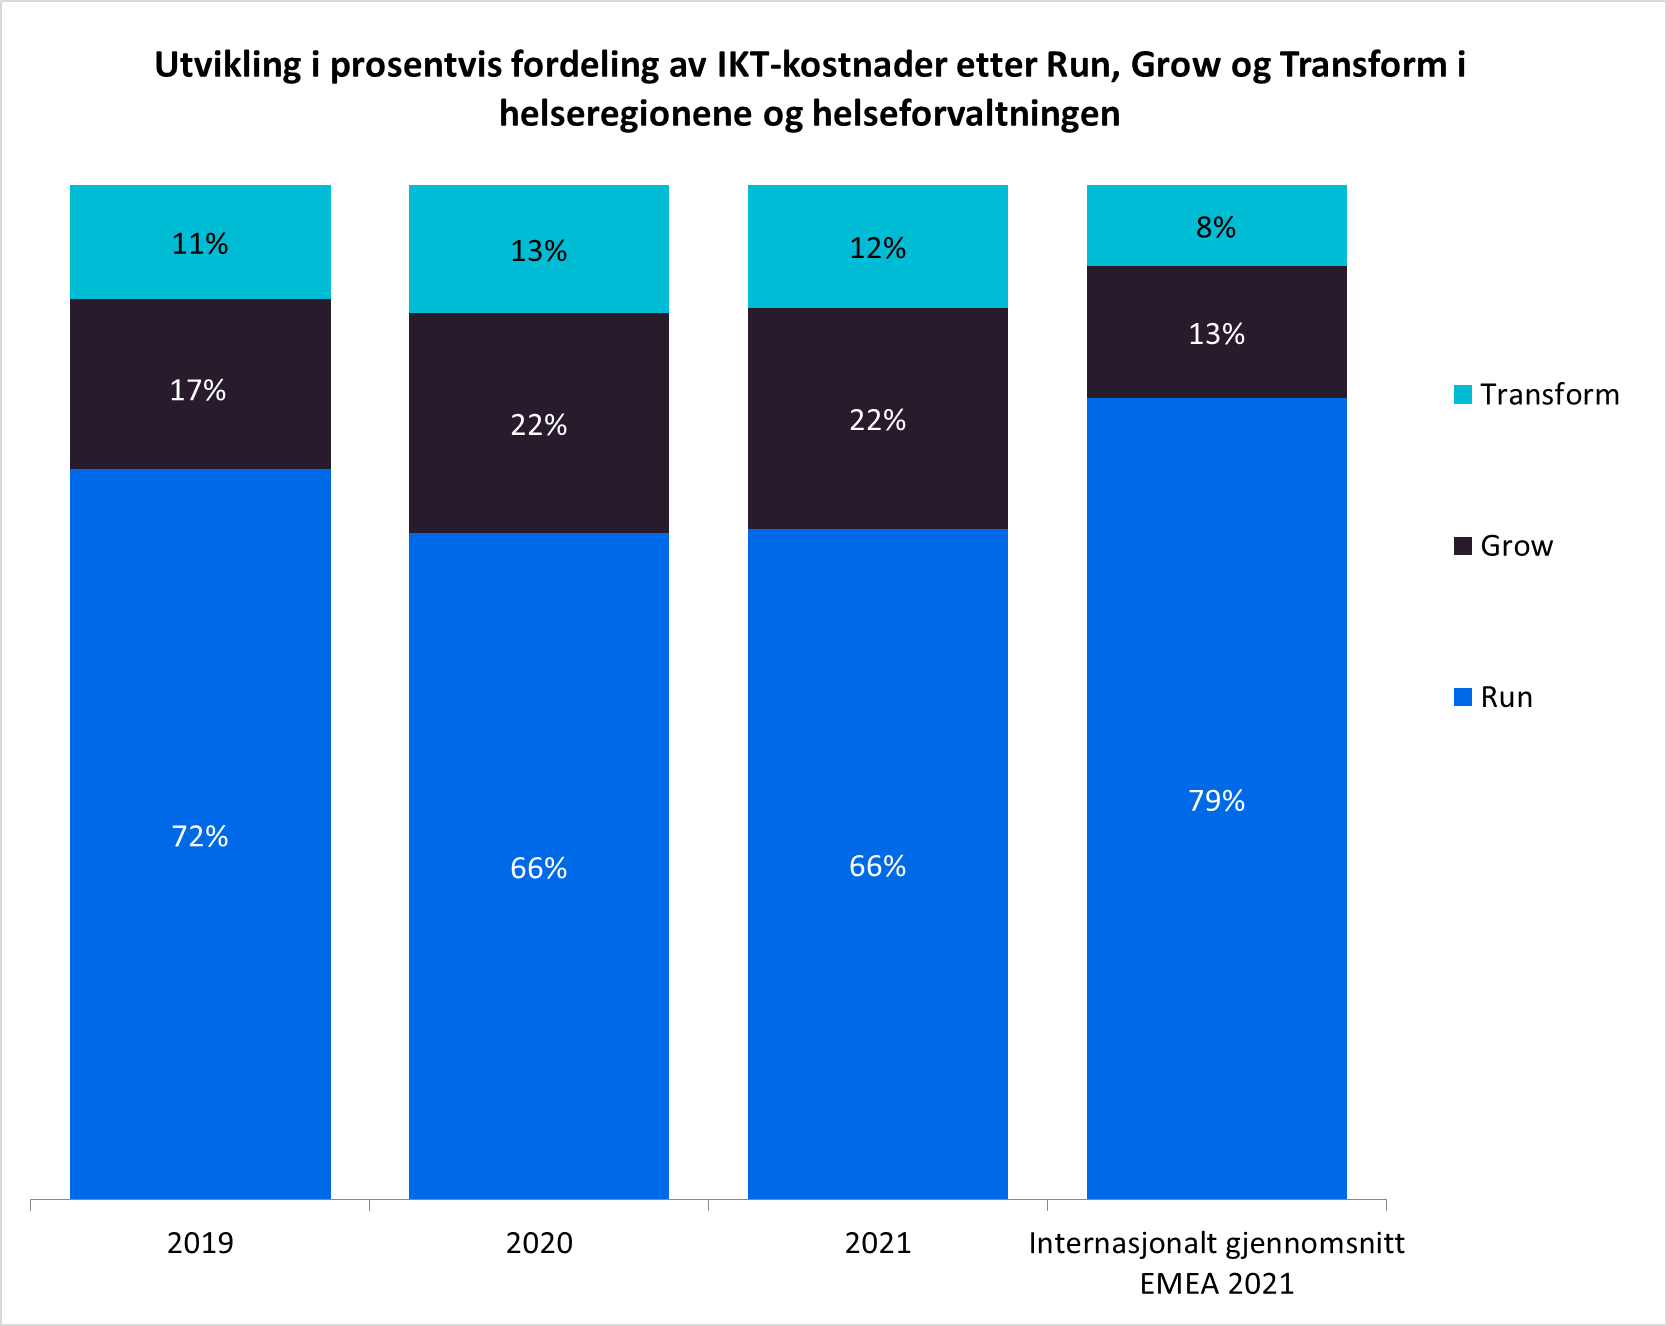 Utvikling i prosentvis fordeling av IKT-kostnader etter Run, Grow og Transform i
helseregionene og helseforvaltningen
11%
13%
12%
8%
17%
22%
22%
13%
72%
66%
66%
79%
Transform
Grow
Run
2019
2020
2021
Internasjonalt gjennomsnitt
EMEA 2021